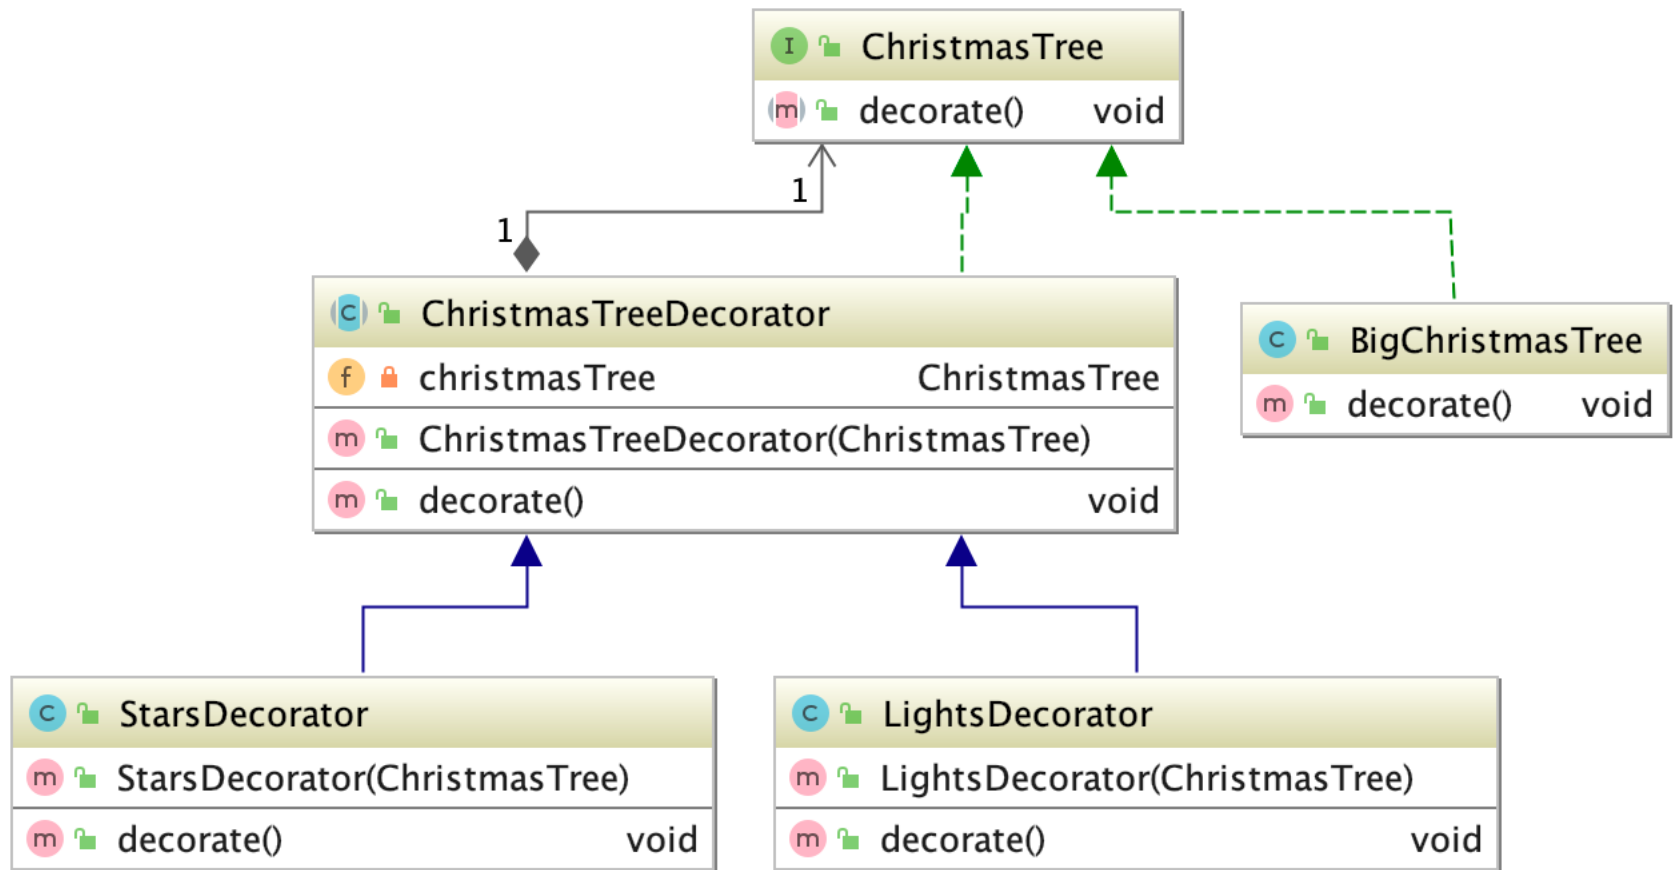 I ChristmasTree
m decorate() void
1
1
C ChristmasTreeDecorator
f christmasTree ChristmasTree
m ChristmasTreeDecorator(ChristmasTree)
m decorate() void
C BigChristmasTree
m decorate() void
C StarsDecorator
m StarsDecorator(ChristmasTree)
m decorate() void
C LightsDecorator
m LightsDecorator(ChristmasTree)
m decorate() void